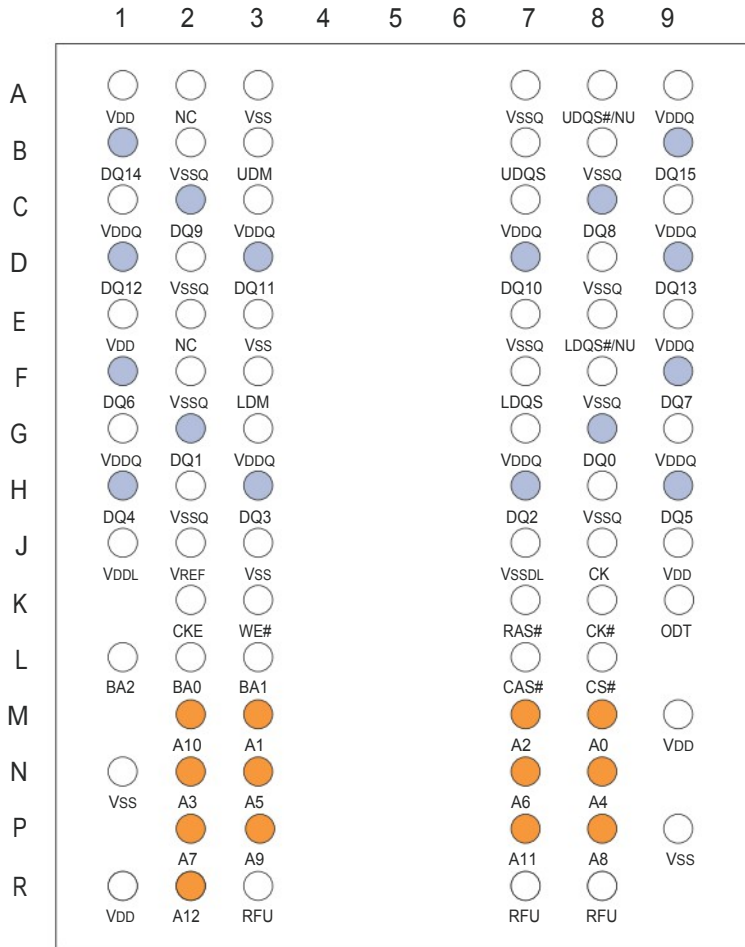 1 2 3 4 5 6 7 8 9
A
VDD NC VSS VSSQ UDQS#/NU VDDQ
B
DQ14 VSSQ UDM UDQS VSSQ DQ15
C
VDDQ DQ9 VDDQ VDDQ DQ8 VDDQ
D
DQ12 VSSQ DQ11 DQ10 VSSQ DQ13
E
VDD NC VSS VSSQ LDQS#/NU VDDQ
F
DQ6 VSSQ LDM LDQS VSSQ DQ7
G
VDDQ DQ1 VDDQ VDDQ DQ0 VDDQ
H
DQ4 VSSQ DQ3 DQ2 VSSQ DQ5
J
VDDL VREF VSS VSSDL CK VDD
K
CKE WE# RAS# CK# ODT
L
BA2 BA0 BA1 CAS# CS#
M
A10 A1 A2 A0 VDD
N
VSS A3 A5 A6 A4
P
A7 A9 A11 A8 VSS
R
VDD A12 RFU RFU RFU